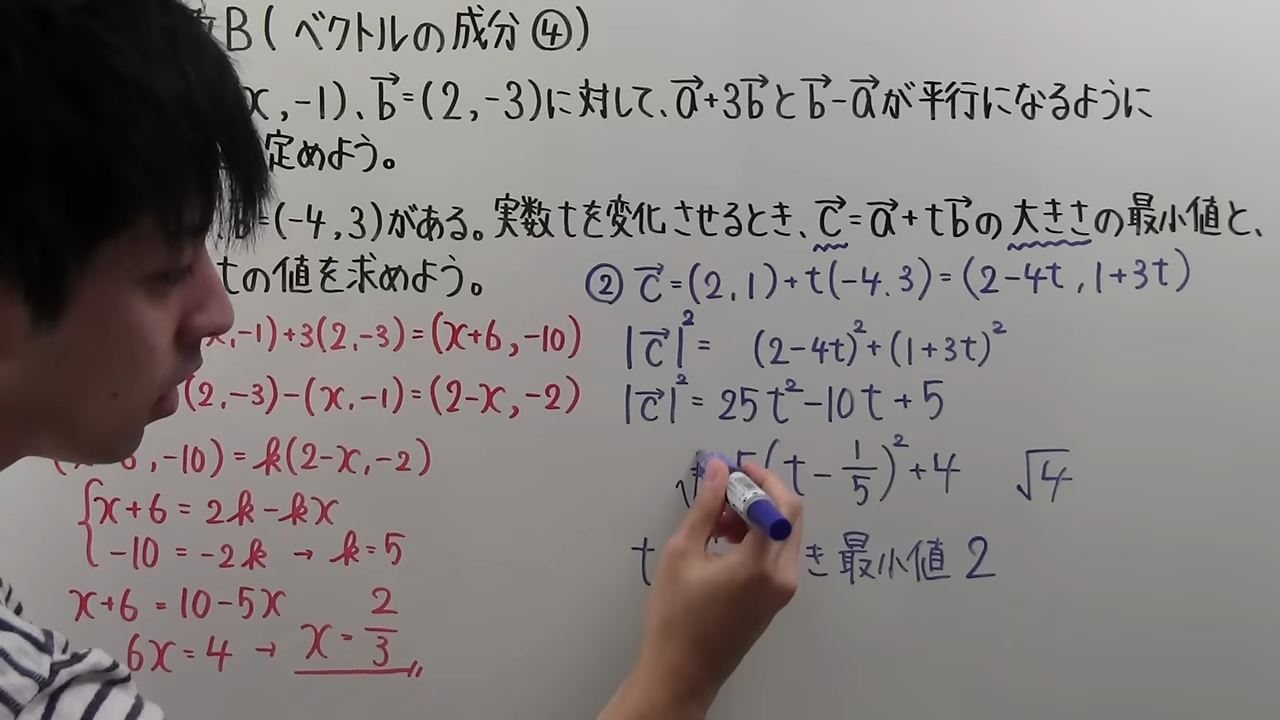 B(ベクトルの成分④)
x,-1)、b→=(2,-3)に対して、a→+3b→とb→-a→が平行になるように
定めよう。
b=(-4,3)がある。実数tを変化させるとき、c→=a→+tb→の大きさの最小値と、
tの値を求めよう。
x,-1)+3(2,-3)=(x+6,-10)
(2,-3)-(x,-1)=(2-x,-2)
,-10)=k(2-x,-2)
x+6=2k-kx
-10=-2k→k=5
x+6=10-5x
6x=4→x=2/3
②c→=(2,1)+t(-4,3)=(2-4t,1+3t)
|c→|²=(2-4t)²+(1+3t)²
|c→|²=25t²-10t+5
5(t-1/5)²+4 √4
t き最小値2